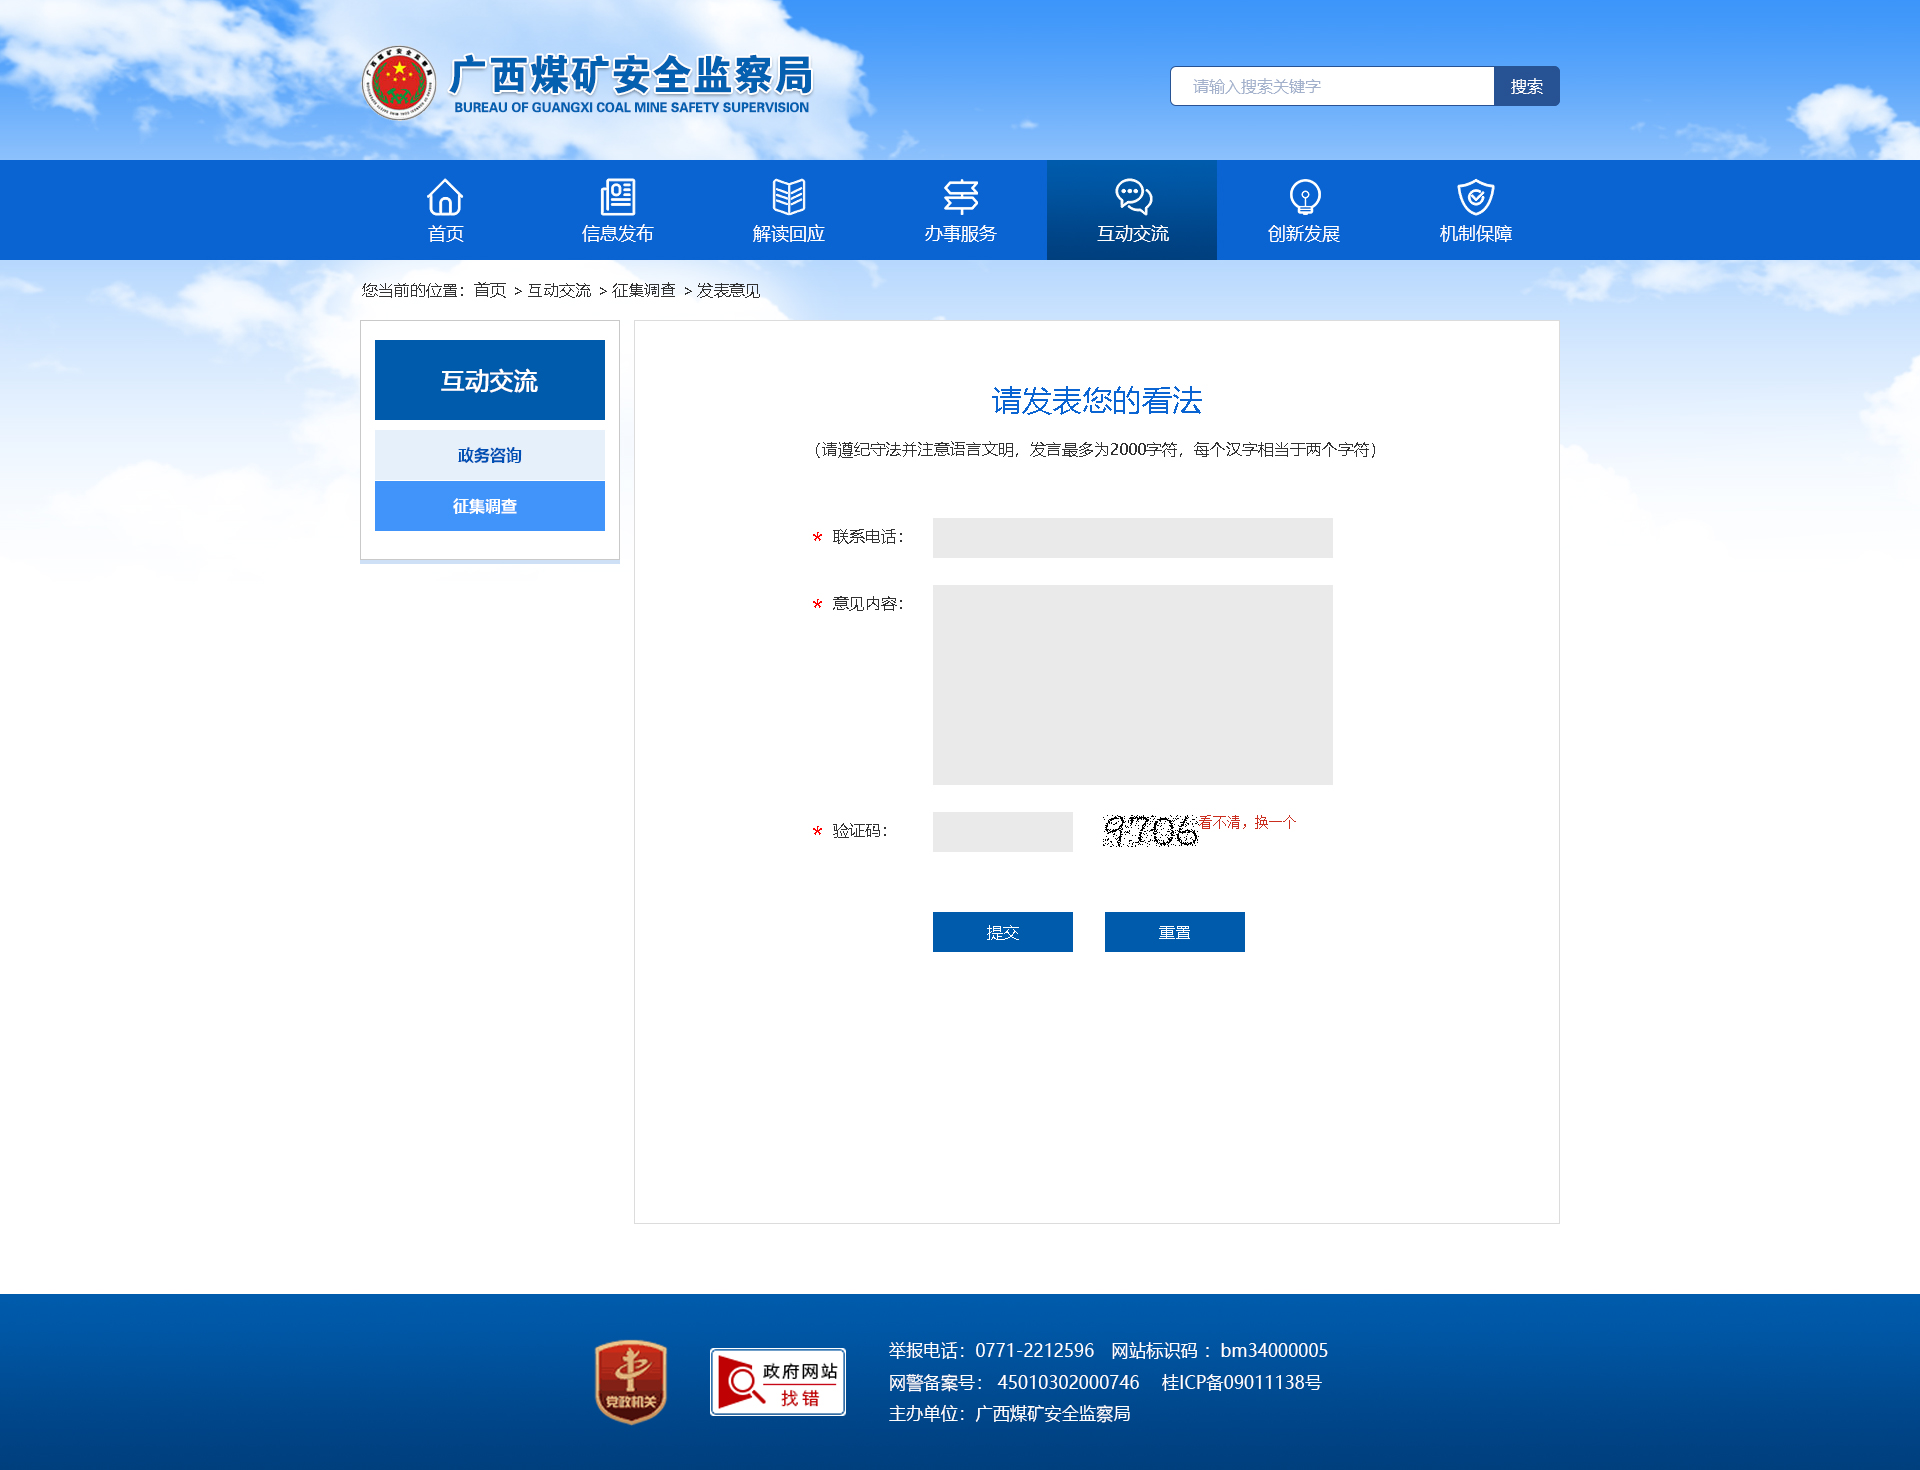 广西煤矿安全监察局
BUREAU OF GUANGXI COAL MINE SAFETY SUPERVISION
请输入搜索关键字 搜索
首页 信息发布 解读回应 办事服务 互动交流 创新发展 机制保障
您当前的位置：首页 > 互动交流 > 征集调查 > 发表意见
互动交流
政务咨询
征集调查
请发表您的看法
（请遵纪守法并注意语言文明，发言最多为2000字符，每个汉字相当于两个字符）
* 联系电话：
* 意见内容：
* 验证码： 9706 看不清，换一个
提交 重置
党政机关
政府网站
找错
举报电话：0771-2212596 网站标识码 ：bm34000005
网警备案号： 45010302000746 桂ICP备09011138号
主办单位：广西煤矿安全监察局